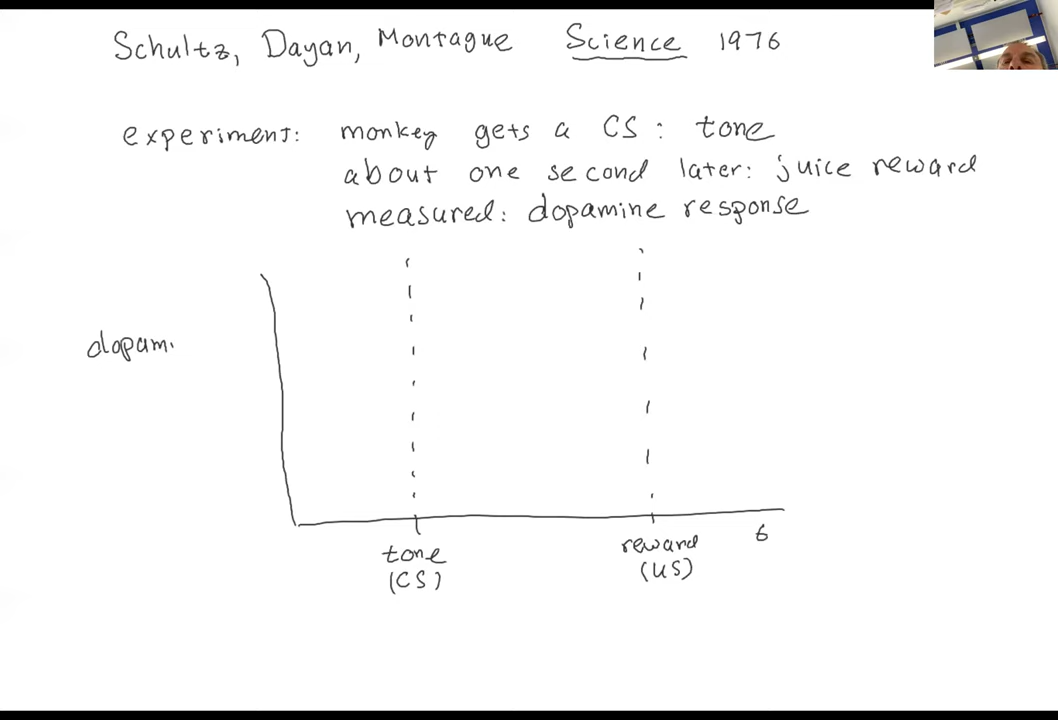 Schultz, Dayan, Montague Science 1976
experiment: monkey gets a CS: tone
about one second later: juice reward
measured: dopamine response
dopam.
tone
(CS)
reward
(US)
6